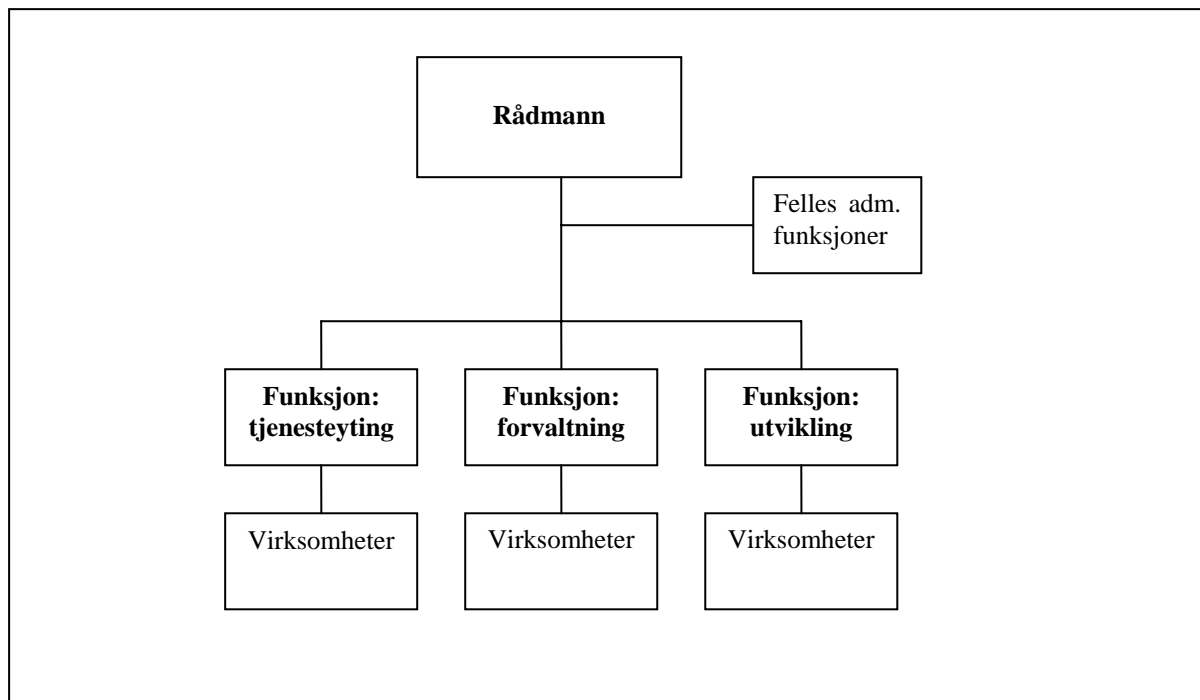 Rådmann
Felles adm.
funksjoner
Funksjon:
tjenesteyting
Funksjon:
forvaltning
Funksjon:
utvikling
Virksomheter
Virksomheter
Virksomheter